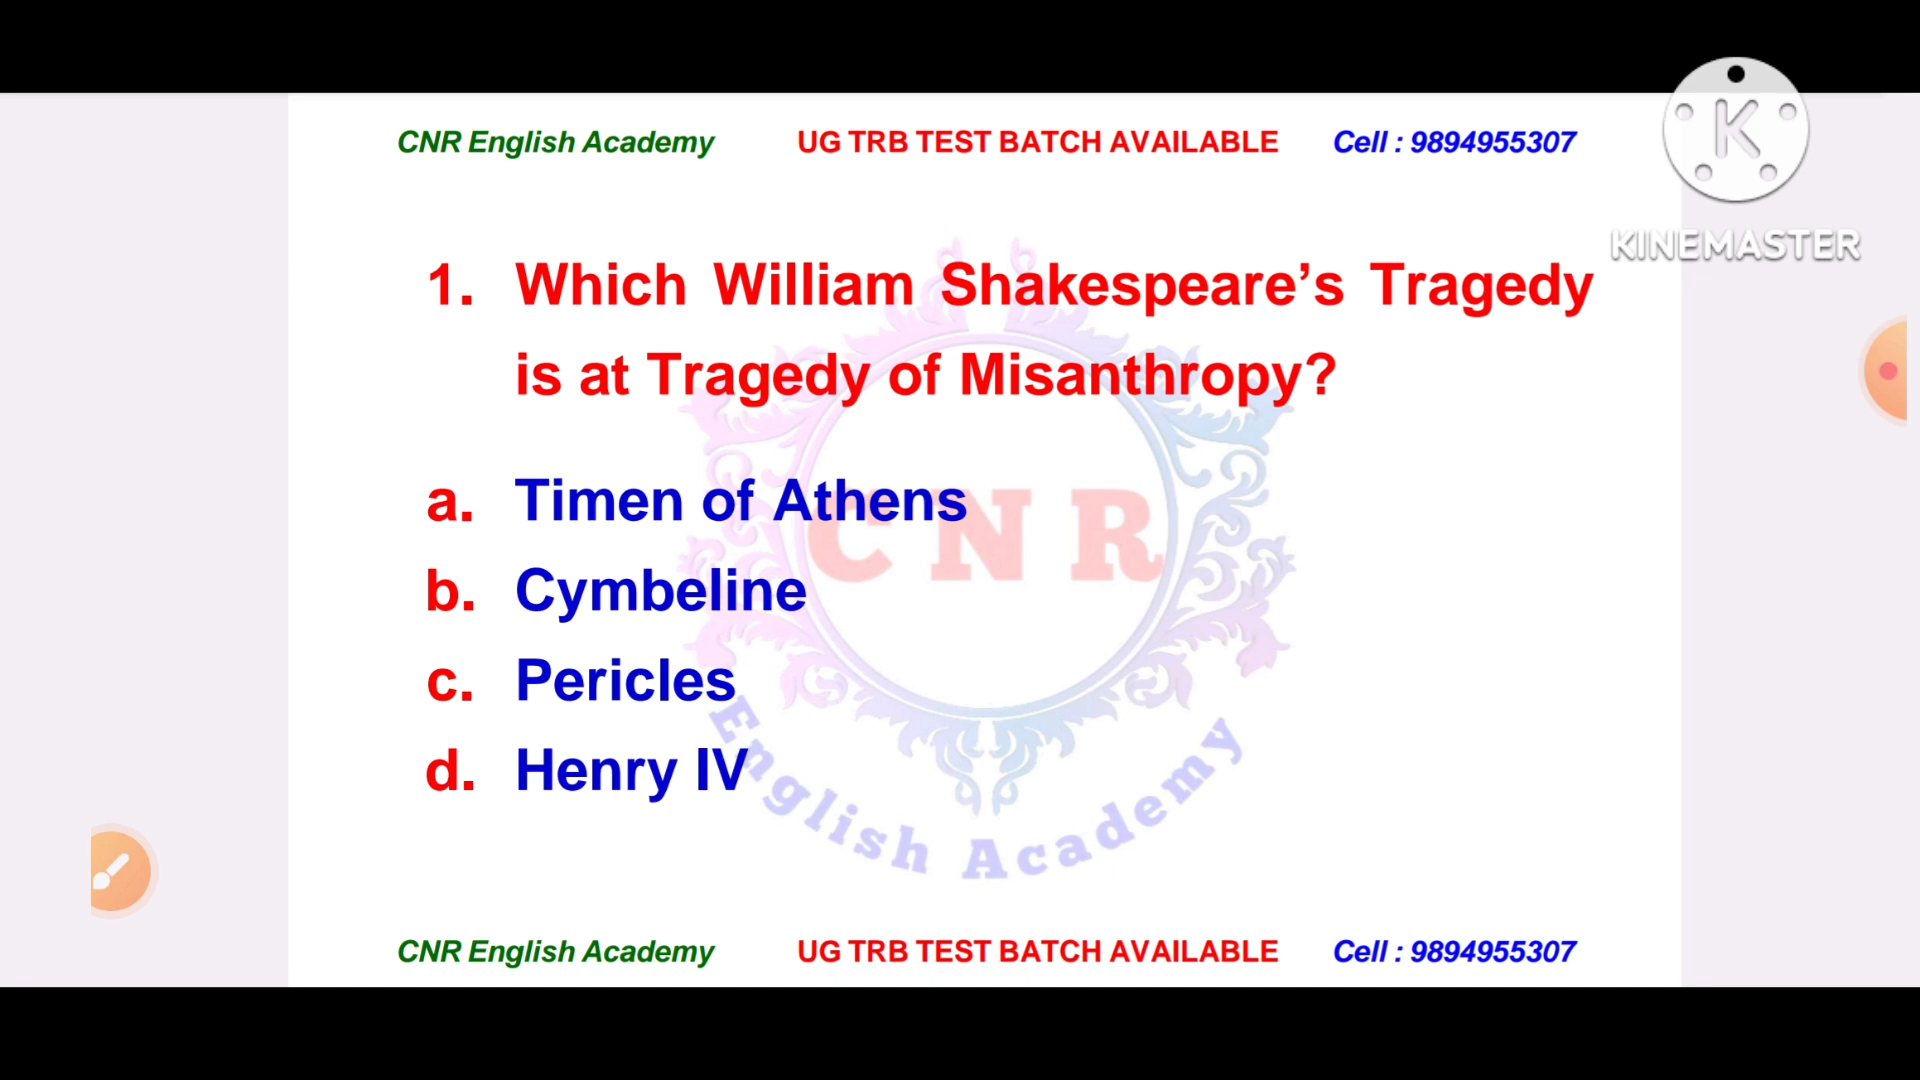 CNR English Academy UG TRB TEST BATCH AVAILABLE Cell : 9894955307
K
KINEMASTER
1. Which William Shakespeare’s Tragedy
is at Tragedy of Misanthropy?
a. Timen of Athens
b. Cymbeline
c. Pericles
d. Henry IV
CNR
English Academy
CNR English Academy UG TRB TEST BATCH AVAILABLE Cell : 9894955307